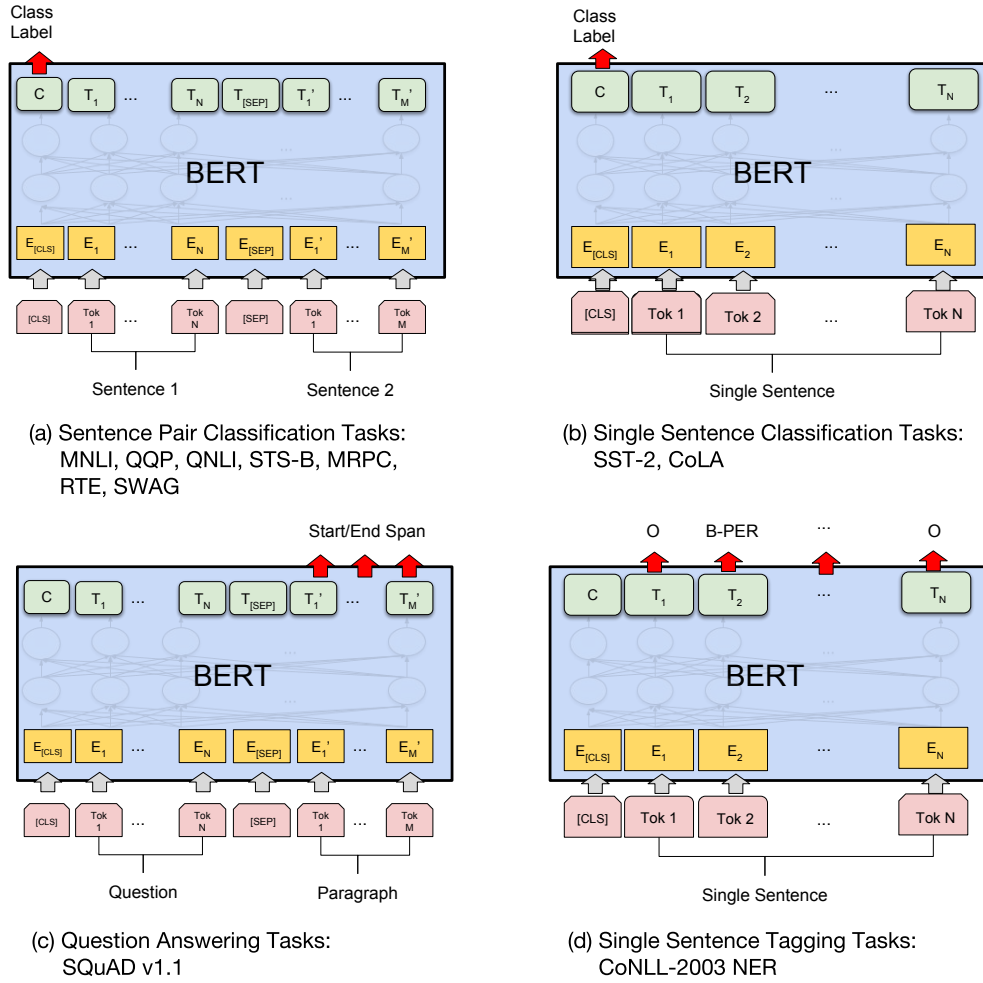 Class
Label
C T1 ... TN T[SEP] T1' ... TM'
...
BERT
...
E[CLS] E1 ... EN E[SEP] E1' ... EM'
[CLS] Tok 1 ... Tok N [SEP] Tok 1 ... Tok M
Sentence 1 Sentence 2
(a) Sentence Pair Classification Tasks:
MNLI, QQP, QNLI, STS-B, MRPC,
RTE, SWAG
Class
Label
C T1 T2 ... TN
...
BERT
...
E[CLS] E1 E2 ... EN
[CLS] Tok 1 Tok 2 ... Tok N
Single Sentence
(b) Single Sentence Classification Tasks:
SST-2, CoLA
Start/End Span
C T1 ... TN T[SEP] T1' ... TM'
...
BERT
...
E[CLS] E1 ... EN E[SEP] E1' ... EM'
[CLS] Tok 1 ... Tok N [SEP] Tok 1 ... Tok M
Question Paragraph
(c) Question Answering Tasks:
SQuAD v1.1
O B-PER ... O
C T1 T2 ... TN
...
BERT
...
E[CLS] E1 E2 ... EN
[CLS] Tok 1 Tok 2 ... Tok N
Single Sentence
(d) Single Sentence Tagging Tasks:
CoNLL-2003 NER